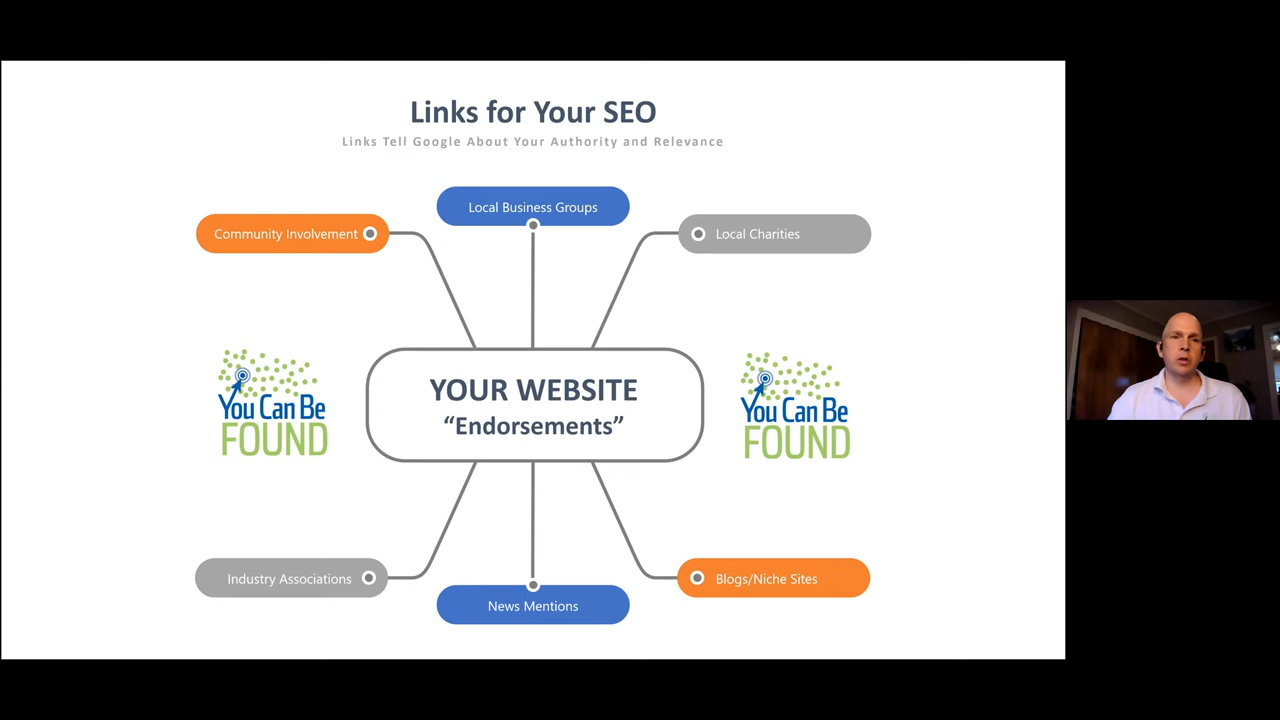 Links for Your SEO
Links Tell Google About Your Authority and Relevance
Local Business Groups
Community Involvement
Local Charities
YOUR WEBSITE
“Endorsements”
You Can Be
FOUND
You Can Be
FOUND
Industry Associations
Blogs/Niche Sites
News Mentions